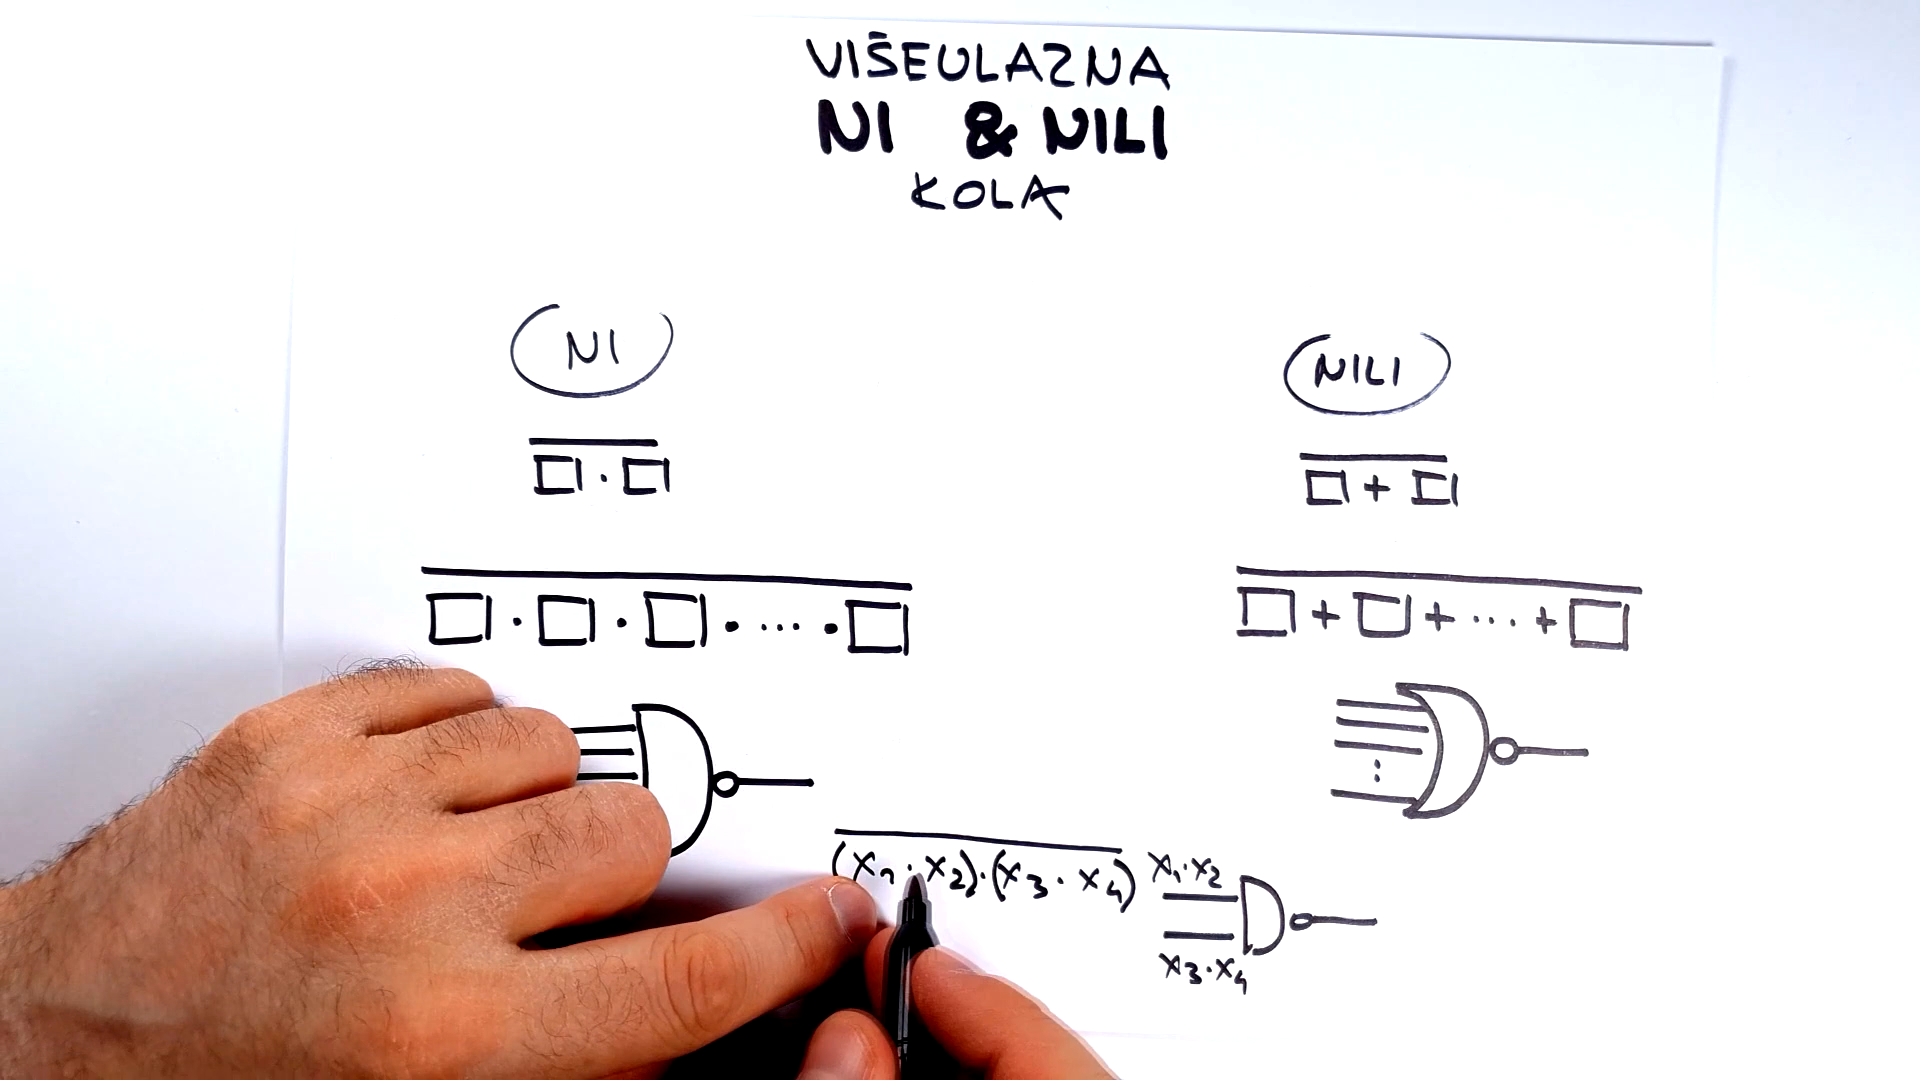 VIŠEULAZNA
NI & NILI
KOLA
NI
NILI
□ · □
□ + □
□ · □ · □ · ... · □
□ + □ + ... + □
(x₁ · x₂) · (x₃ · x₄)
x₁ · x₂
x₃ · x₄